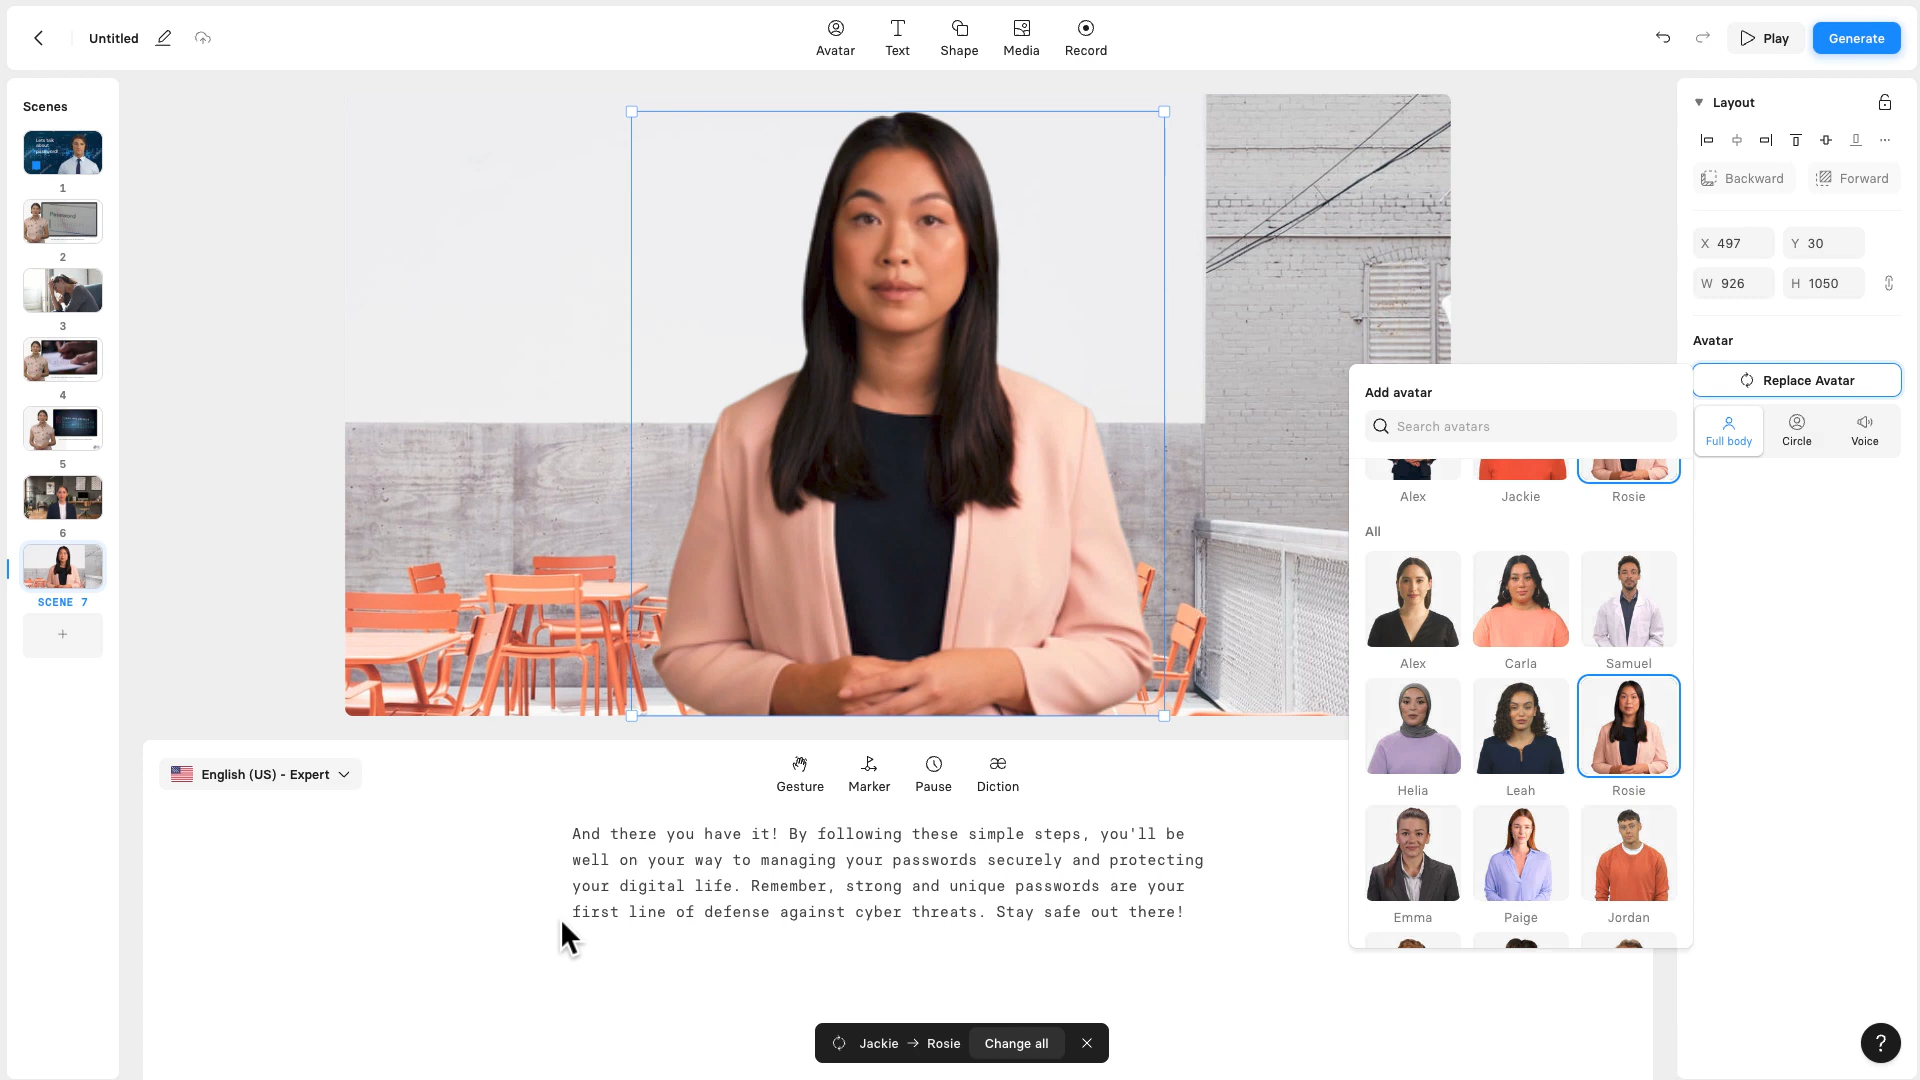 Untitled
Avatar
Text
Shape
Media
Record
Play
Generate
Scenes
Let's talk about password!
1
Password
2
3
4
5
6
SCENE 7
+
Layout
Backward
Forward
X 497
Y 30
W 926
H 1050
Avatar
Replace Avatar
Full body
Circle
Voice
Add avatar
Search avatars
Alex
Jackie
Rosie
All
Alex
Carla
Samuel
Helia
Leah
Rosie
Emma
Paige
Jordan
English (US) - Expert
æ
Gesture
Marker
Pause
Diction
And there you have it! By following these simple steps, you'll be
well on your way to managing your passwords securely and protecting
your digital life. Remember, strong and unique passwords are your
first line of defense against cyber threats. Stay safe out there!
Jackie → Rosie
Change all
?